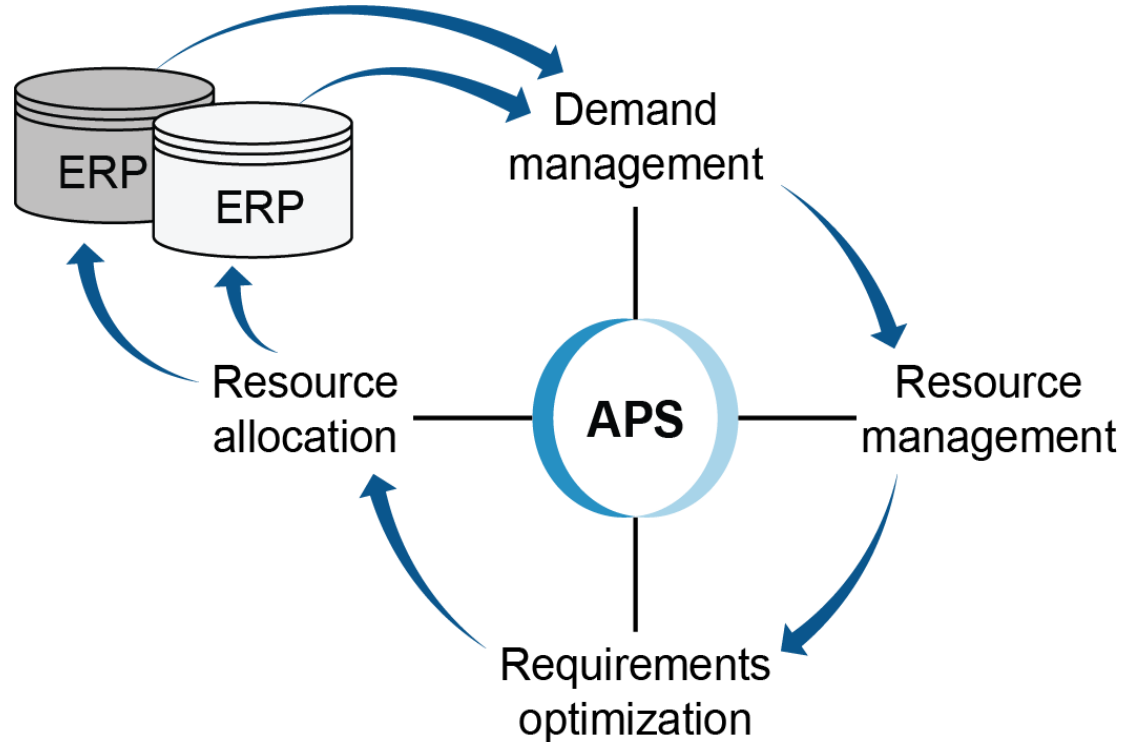 ERP
ERP
Demand
management
Resource
management
APS
Resource
allocation
Requirements
optimization